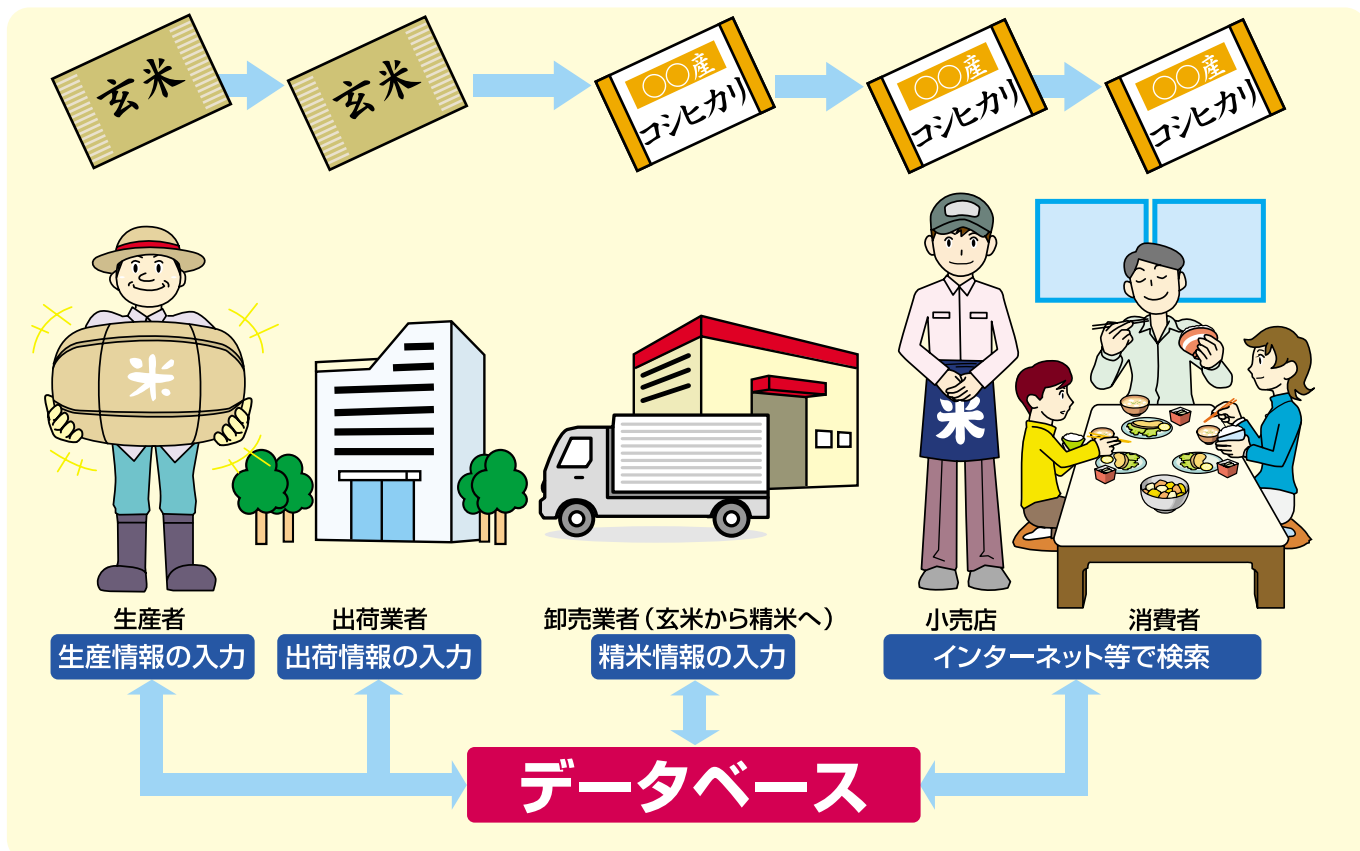 玄米
玄米
〇〇産
コシヒカリ
〇〇産
コシヒカリ
〇〇産
コシヒカリ
米
米
生産者
出荷業者
卸売業者（玄米から精米へ）
小売店
消費者
生産情報の入力
出荷情報の入力
精米情報の入力
インターネット等で検索
データベース